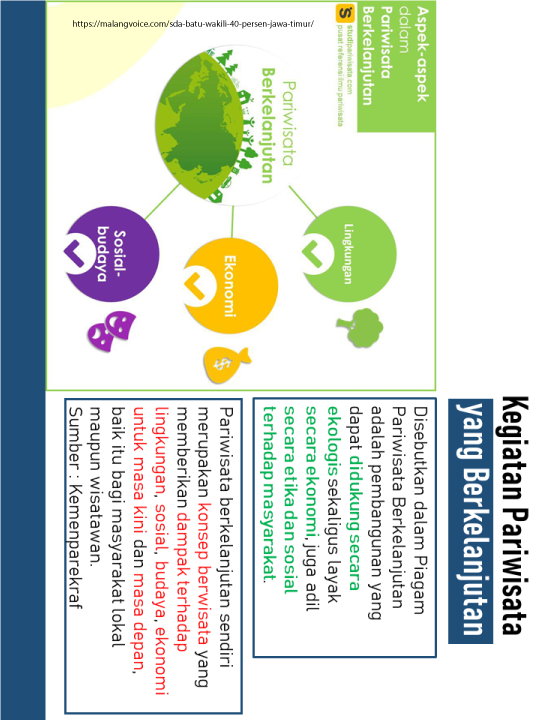 Kegiatan Pariwisata
yang Berkelanjutan
https://malangvoice.com/sda-batu-wakili-40-persen-jawa-timur/
Aspek-aspek
dalam
Pariwisata
Berkelanjutan
studipariwisata.com
pusat referensi ilmu pariwisata
Pariwisata
Berkelanjutan
Lingkungan
Ekonomi
Sosial-
budaya
Disebutkan dalam Piagam
Pariwisata Berkelanjutan
adalah pembangunan yang
dapat didukung secara
ekologis sekaligus layak
secara ekonomi, juga adil
secara etika dan sosial
terhadap masyarakat.
Pariwisata berkelanjutan sendiri
merupakan konsep berwisata yang
memberikan dampak terhadap
lingkungan, sosial, budaya, ekonomi
untuk masa kini dan masa depan,
baik itu bagi masyarakat lokal
maupun wisatawan.
Sumber : Kemenparekraf